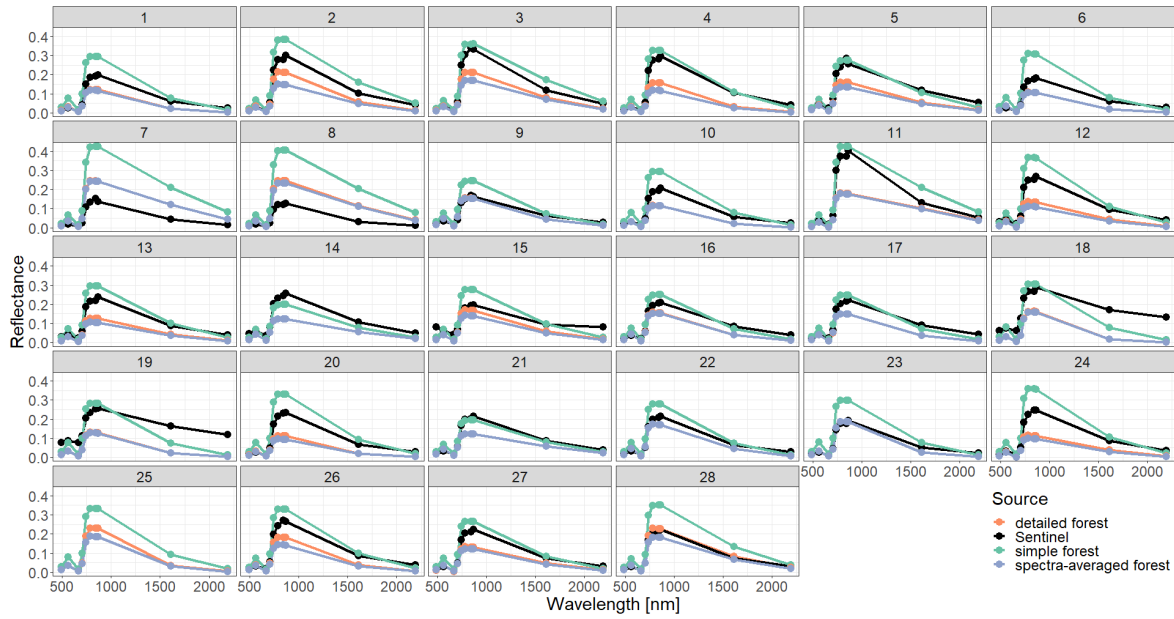 1 2 3 4 5 6
0.4
0.3
0.2
0.1
0.0
7 8 9 10 11 12
0.4
0.3
0.2
0.1
0.0
13 14 15 16 17 18
0.4
0.3
0.2
0.1
0.0
19 20 21 22 23 24
0.4
0.3
0.2
0.1
0.0
500 1000 1500 2000 500 1000 1500 2000
25 26 27 28
0.4
0.3
0.2
0.1
0.0
500 1000 1500 2000 500 1000 1500 2000 500 1000 1500 2000 500 1000 1500 2000
Reflectance
Wavelength [nm]
Source
detailed forest
Sentinel
simple forest
spectra-averaged forest